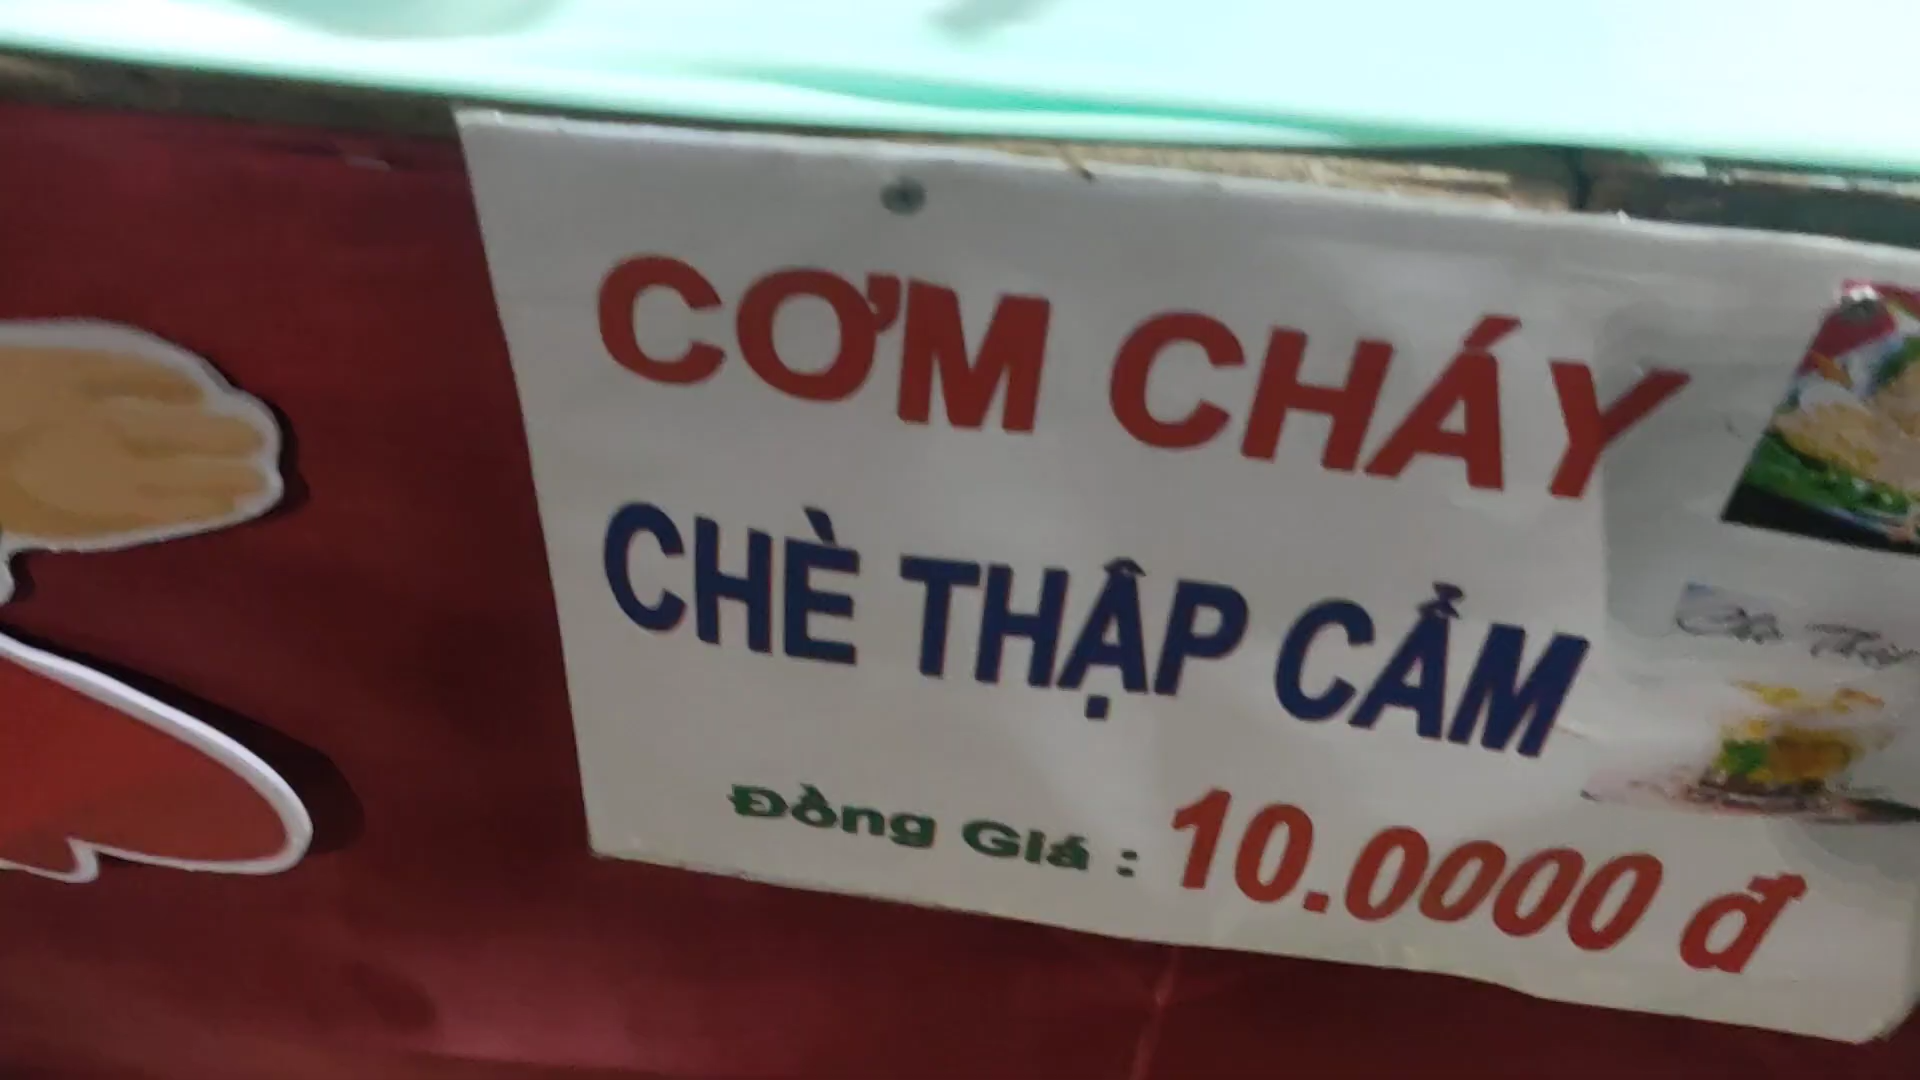 CƠM CHÁY
CHÈ THẬP CẨM
Đồng Giá : 10.0000 đ